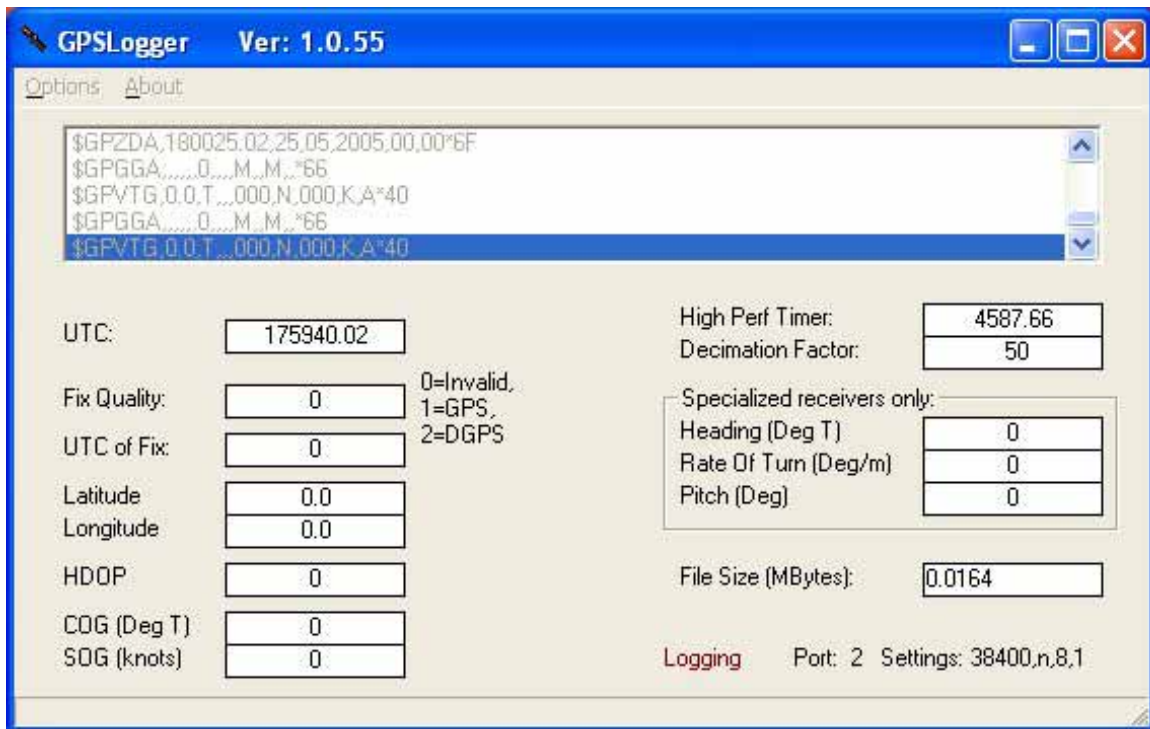 GPSLogger Ver: 1.0.55
Options About
$GPZDA,180025.02,25,05,2005,00,00*6F
$GPGGA,,,,,,0,,,,M,,M,,*66
$GPVTG,0.0,T,,,000,N,000,K,A*40
$GPGGA,,,,,,0,,,,M,,M,,*66
$GPVTG,0.0,T,,,000,N,000,K,A*40
UTC: 175940.02
Fix Quality: 0
0=Invalid,
1=GPS,
2=DGPS
UTC of Fix: 0
Latitude 0.0
Longitude 0.0
HDOP 0
COG (Deg T) 0
SOG (knots) 0
High Perf Timer: 4587.66
Decimation Factor: 50
Specialized receivers only:
Heading (Deg T) 0
Rate Of Turn (Deg/m) 0
Pitch (Deg) 0
File Size (MBytes): 0.0164
Logging Port: 2 Settings: 38400,n,8,1